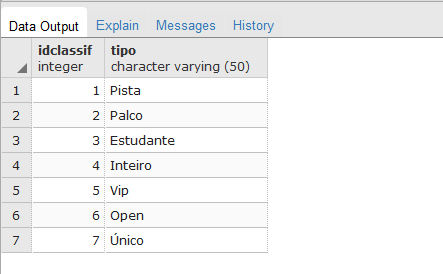 Data Output Explain Messages History
idclassif tipo
integer character varying (50)
1 1 Pista
2 2 Palco
3 3 Estudante
4 4 Inteiro
5 5 Vip
6 6 Open
7 7 Único